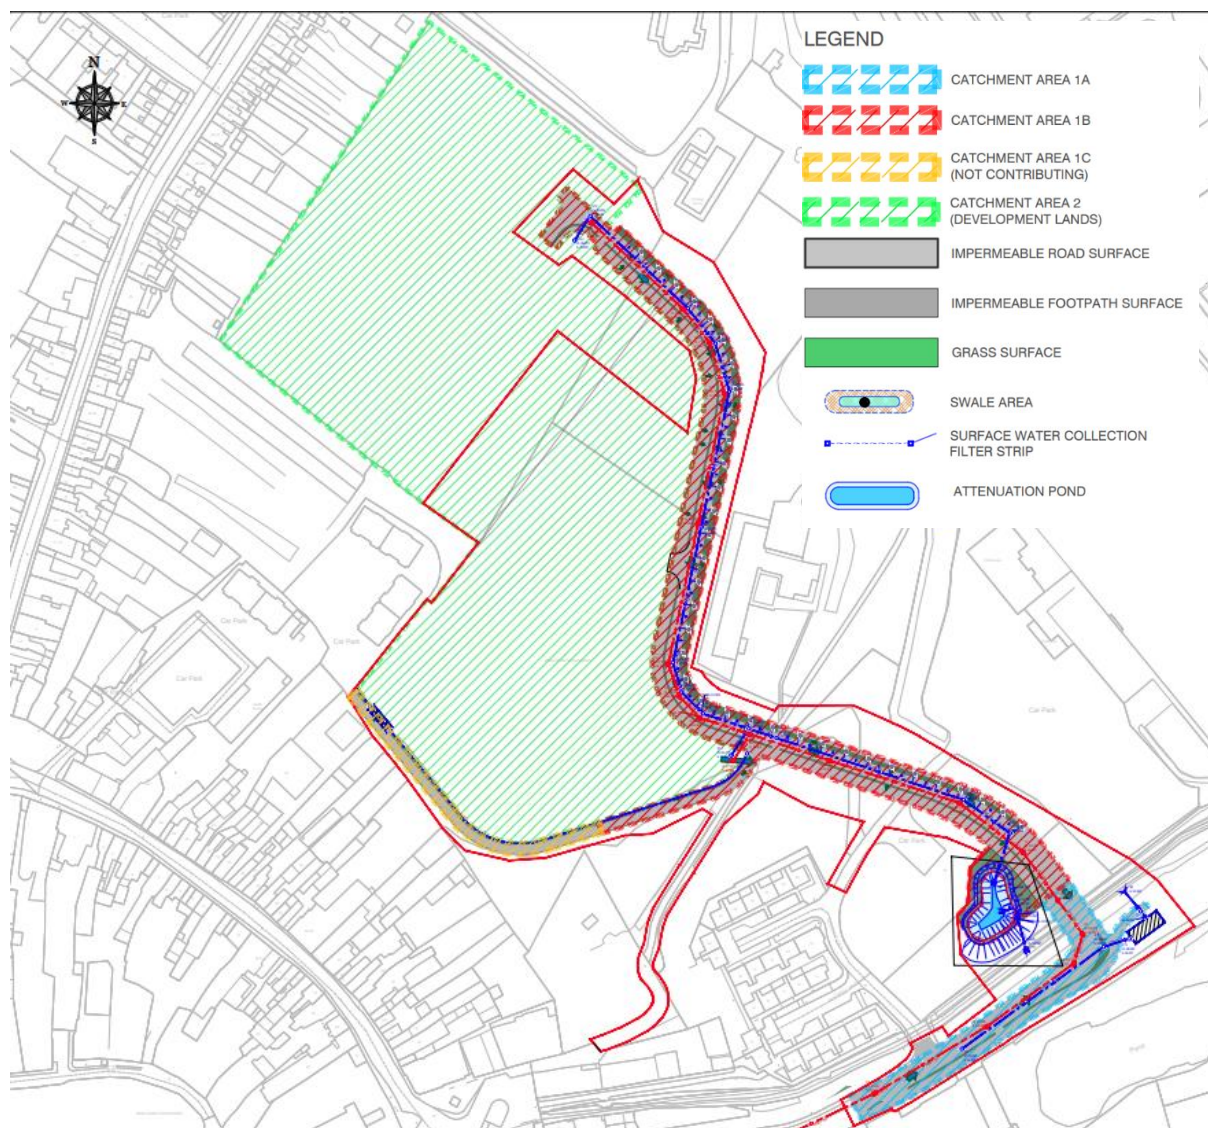 Car Park
N
W
E
S
LEGEND
CATCHMENT AREA 1A
CATCHMENT AREA 1B
CATCHMENT AREA 1C
(NOT CONTRIBUTING)
CATCHMENT AREA 2
(DEVELOPMENT LANDS)
IMPERMEABLE ROAD SURFACE
IMPERMEABLE FOOTPATH SURFACE
GRASS SURFACE
SWALE AREA
SURFACE WATER COLLECTION
FILTER STRIP
ATTENUATION POND
Car Park
Car Park
Car Park
Car Park
Car Park